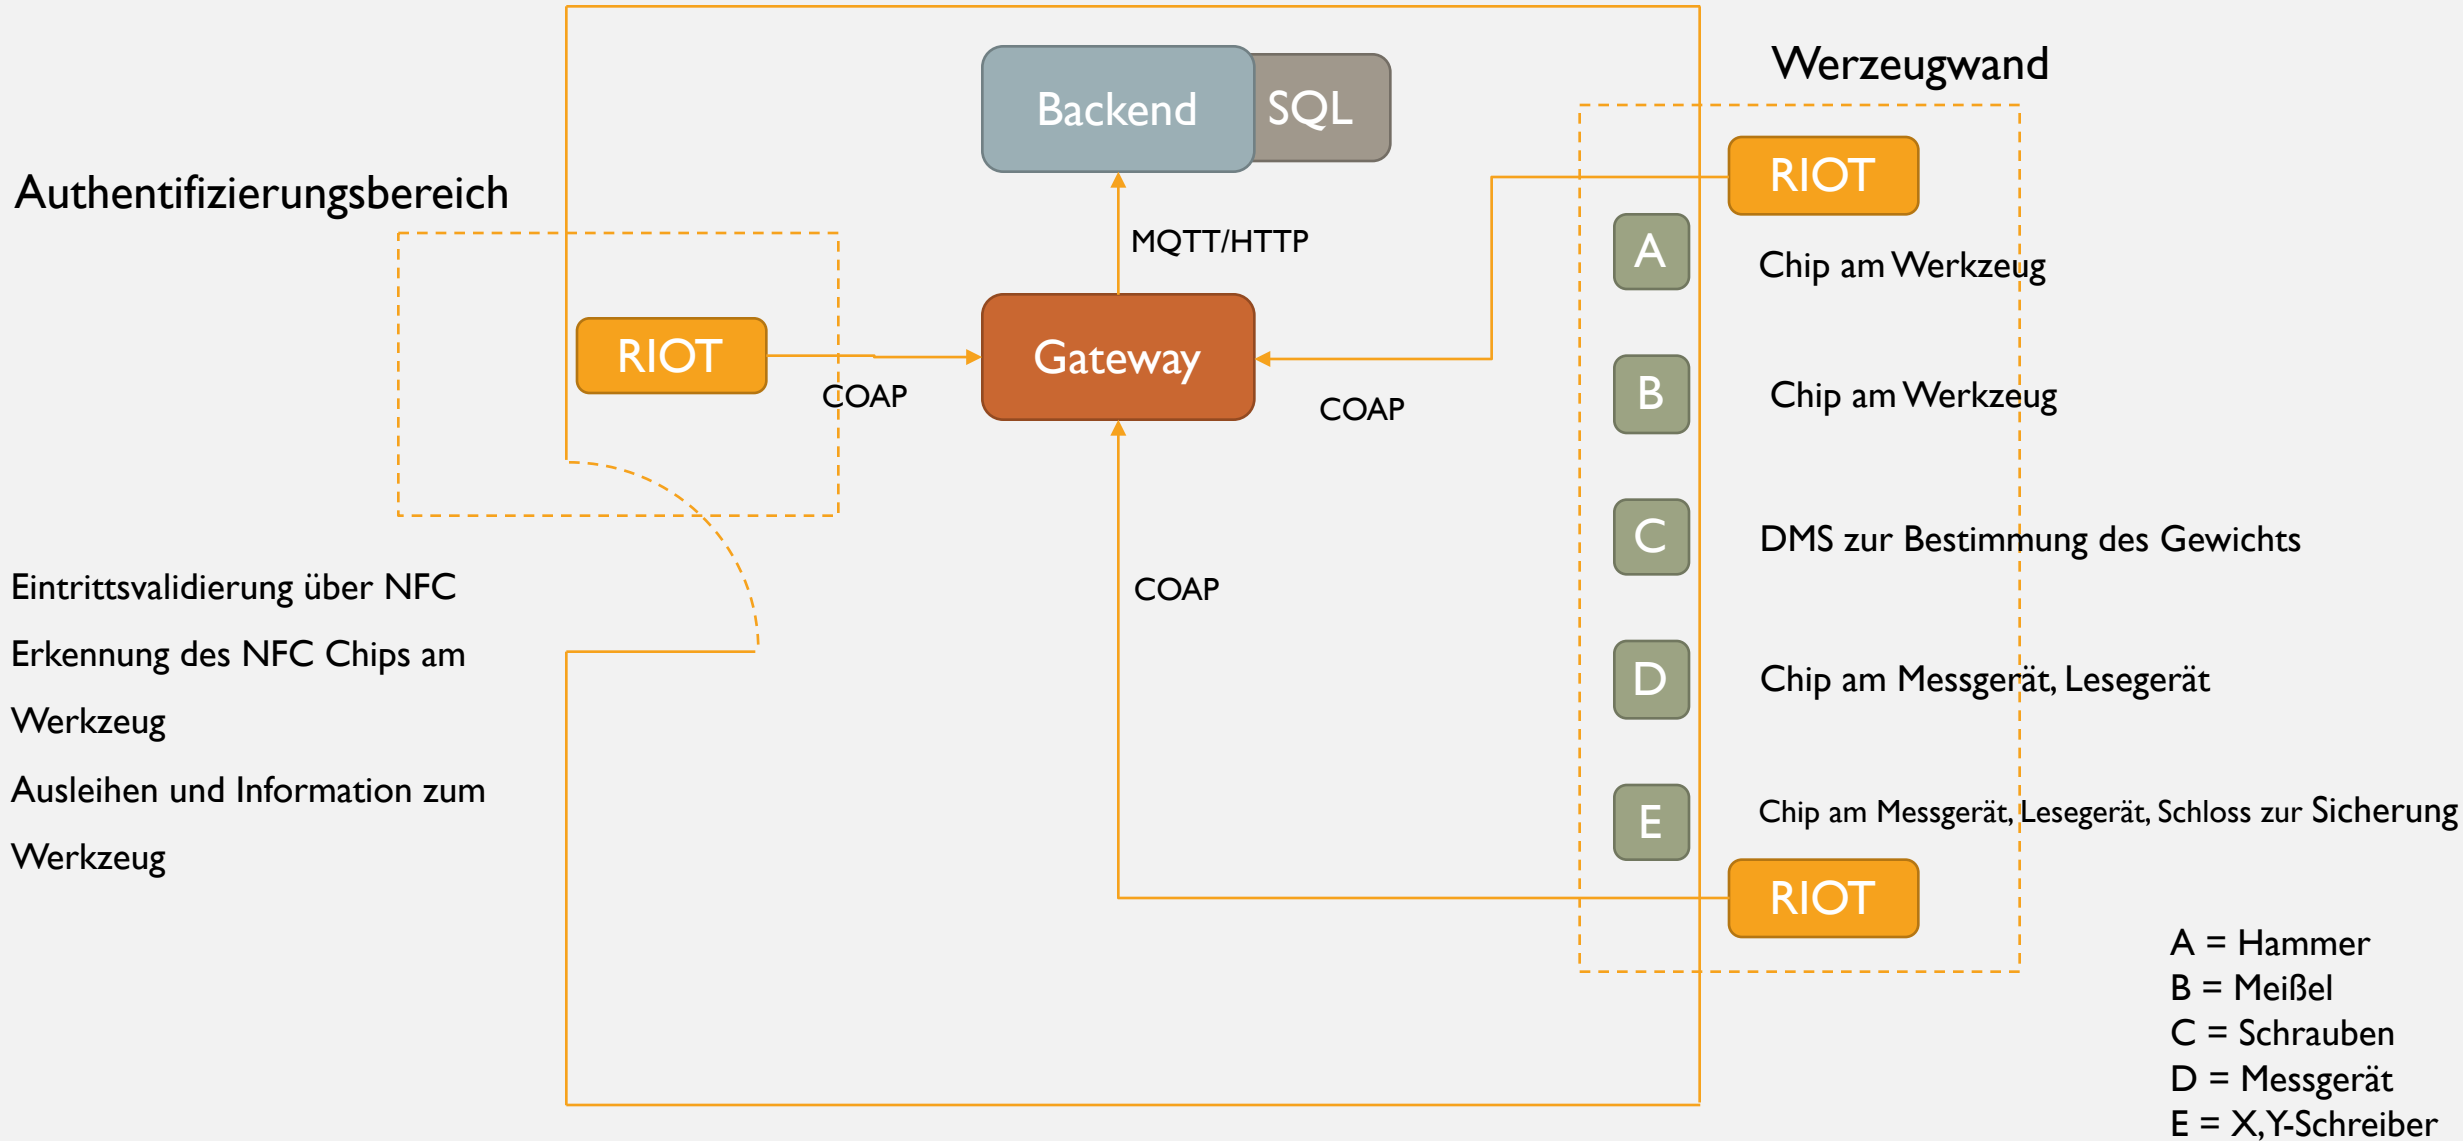 Backend
SQL
Werzeugwand
RIOT
Authentifizierungsbereich
MQTT/HTTP
A
Chip am Werkzeug
RIOT
COAP
Gateway
COAP
B
Chip am Werkzeug
C
DMS zur Bestimmung des Gewichts
Eintrittsvalidierung über NFC
Erkennung des NFC Chips am
Werkzeug
Ausleihen und Information zum
Werkzeug
COAP
D
Chip am Messgerät, Lesegerät
E
Chip am Messgerät, Lesegerät, Schloss zur Sicherung
RIOT
A = Hammer
B = Meißel
C = Schrauben
D = Messgerät
E = X,Y-Schreiber